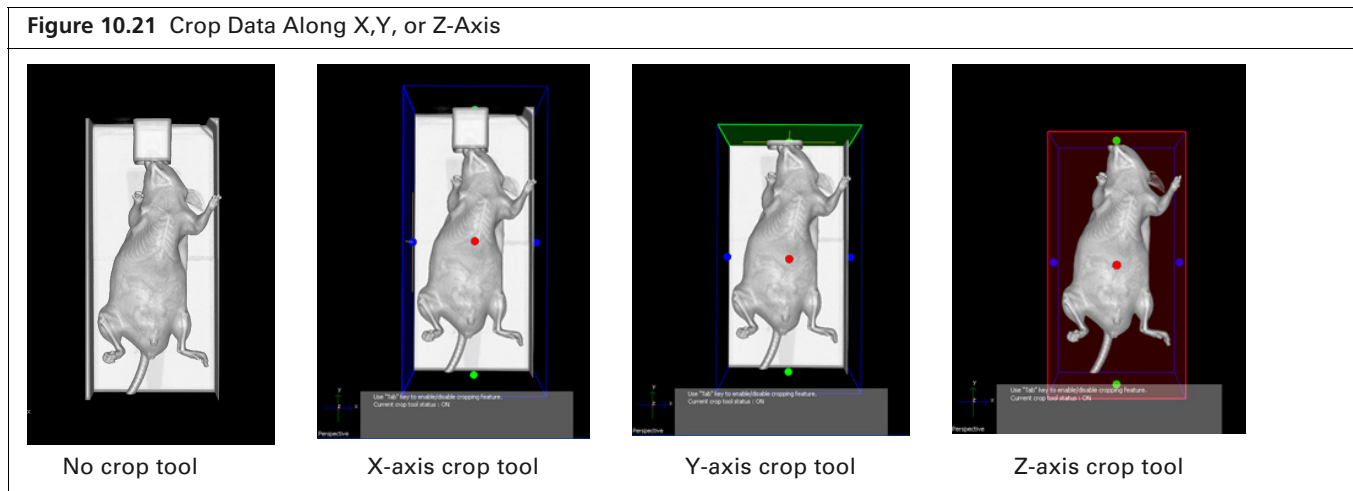 Figure 10.21 Crop Data Along X,Y, or Z-Axis
x
y
z
x
Use "Tab" key to enable/disable cropping feature.
Current crop tool status : ON
Perspective
y
z
x
Use "Tab" key to enable/disable cropping feature.
Current crop tool status : ON
Perspective
y
z
x
Use "Tab" key to enable/disable cropping feature.
Current crop tool status : ON
Perspective
No crop tool
X-axis crop tool
Y-axis crop tool
Z-axis crop tool